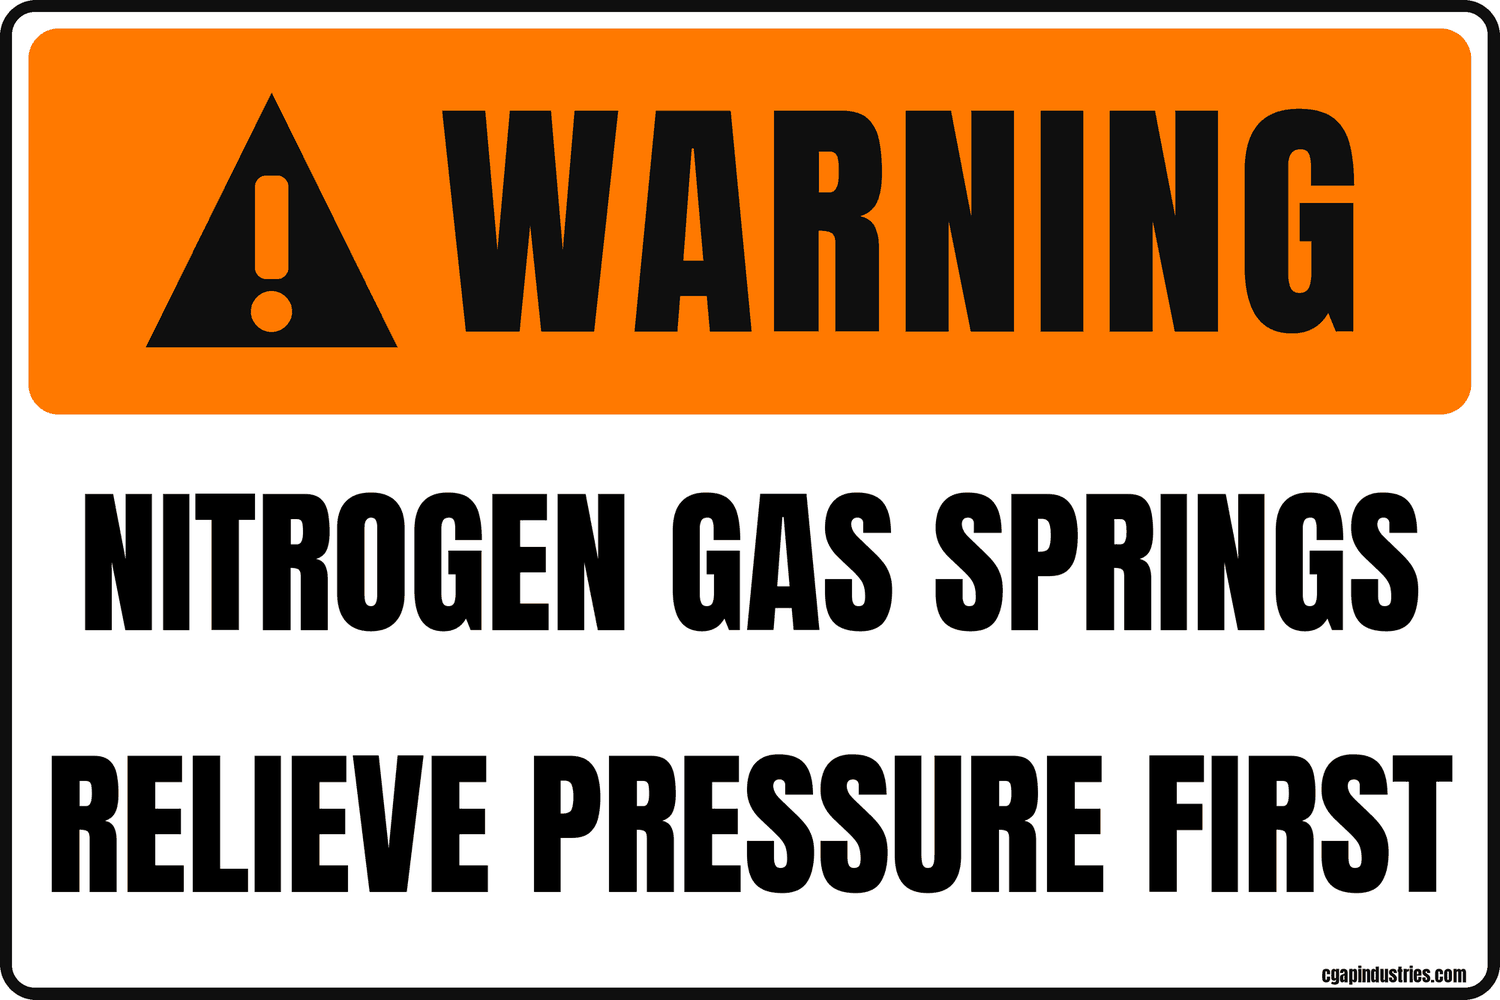 WARNING
NITROGEN GAS SPRINGS
RELIEVE PRESSURE FIRST
cgapindustries.com